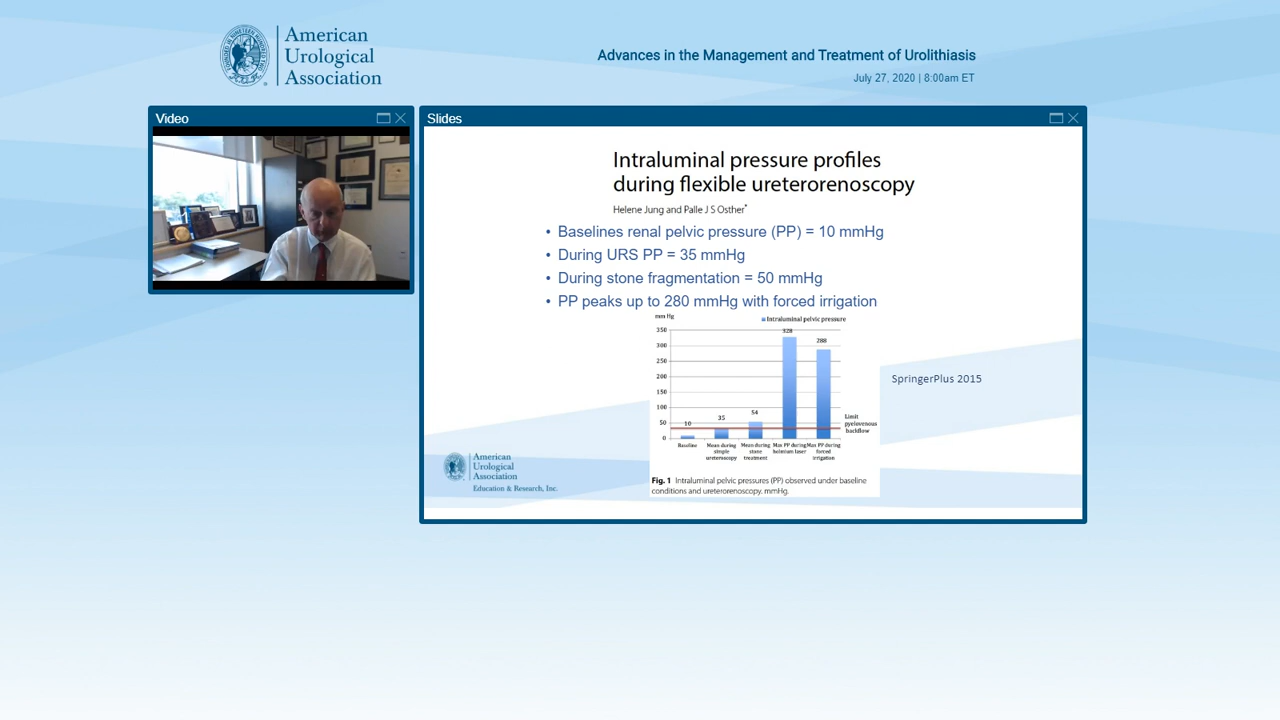 American
Urological
Association
Advances in the Management and Treatment of Urolithiasis
July 27, 2020 | 8:00am ET
Video
Slides
Intraluminal pressure profiles
during flexible ureterorenoscopy
Helene Jung and Palle J S Osther*
• Baselines renal pelvic pressure (PP) = 10 mmHg
• During URS PP = 35 mmHg
• During stone fragmentation = 50 mmHg
• PP peaks up to 280 mmHg with forced irrigation
mm Hg
Intraluminal pelvic pressure
350
300
250
200
150
100
50
0
10
35
54
328
288
Limit
pyelovenous
backflow
Baseline
Mean during
simple
ureteroscopy
Mean during
stone
treatment
Max PP during
holmium laser
Max PP during
forced
irrigation
Fig. 1 Intraluminal pelvic pressures (PP) observed under baseline
conditions and ureterorenoscopy. mmHg.
SpringerPlus 2015
American
Urological
Association
Education & Research, Inc.